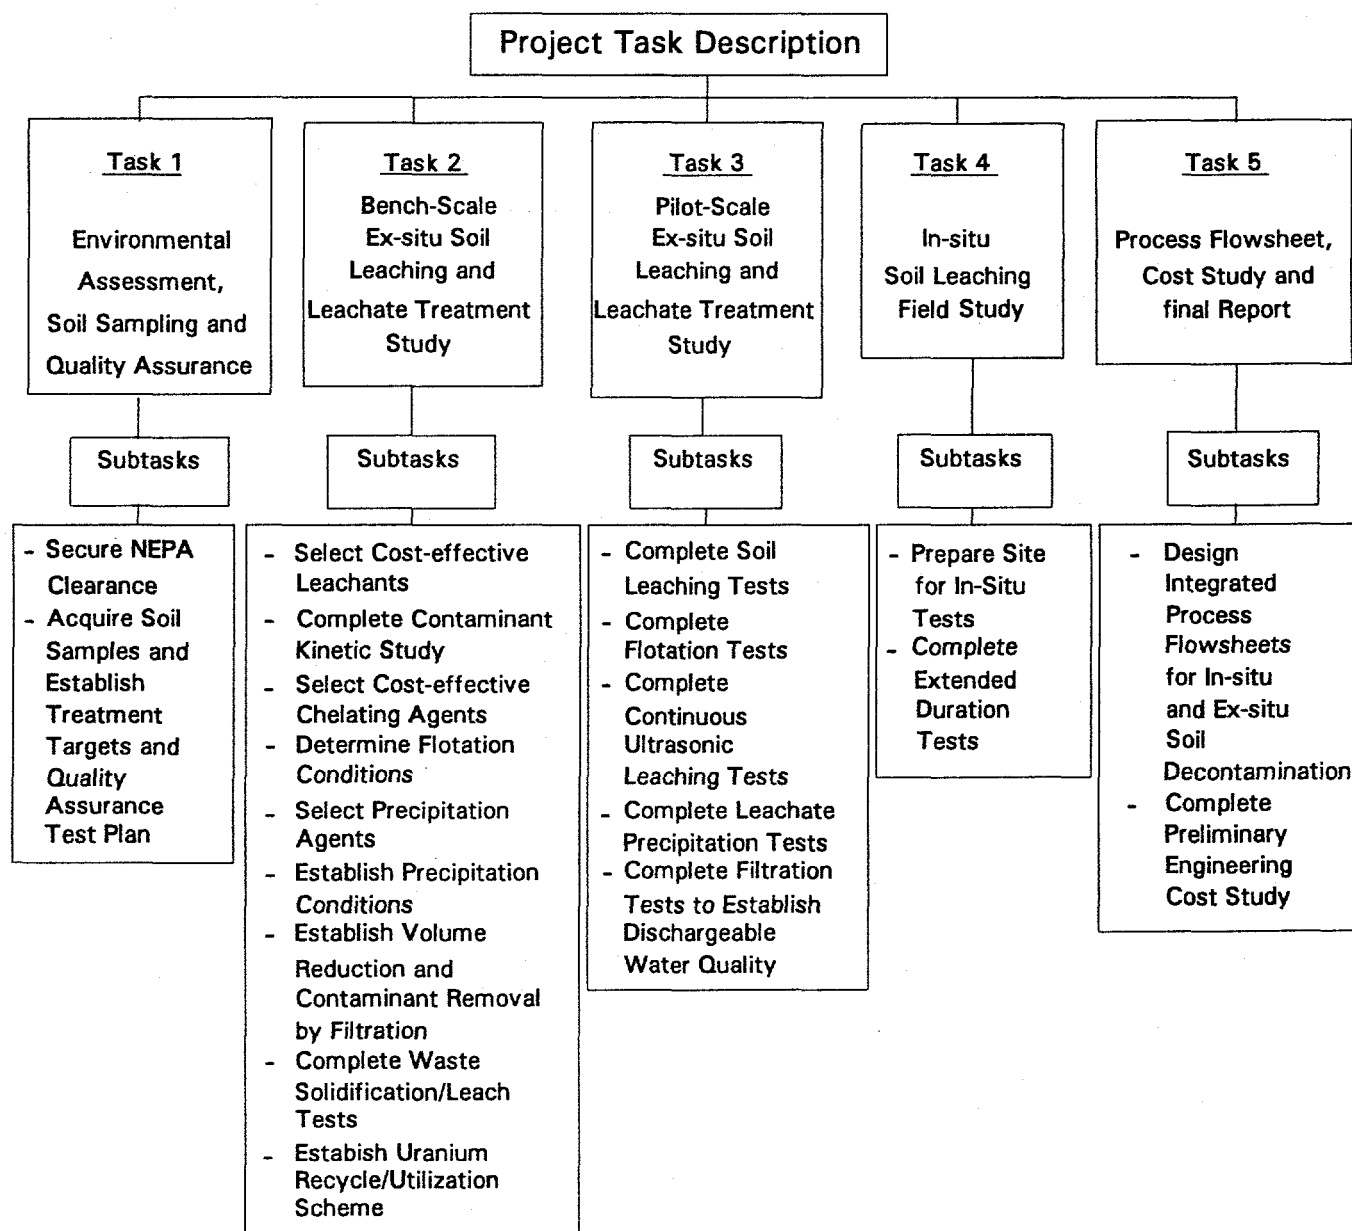 Project Task Description
Task 1
Environmental
Assessment,
Soil Sampling and
Quality Assurance
Task 2
Bench-Scale
Ex-situ Soil
Leaching and
Leachate Treatment
Study
Task 3
Pilot-Scale
Ex-situ Soil
Leaching and
Leachate Treatment
Study
Task 4
In-situ
Soil Leaching
Field Study
Task 5
Process Flowsheet,
Cost Study and
final Report
Subtasks
Subtasks
Subtasks
Subtasks
Subtasks
- Secure NEPA
Clearance
- Acquire Soil
Samples and
Establish
Treatment
Targets and
Quality
Assurance
Test Plan
- Select Cost-effective
Leachants
- Complete Contaminant
Kinetic Study
- Select Cost-effective
Chelating Agents
- Determine Flotation
Conditions
- Select Precipitation
Agents
- Establish Precipitation
Conditions
- Establish Volume
Reduction and
Contaminant Removal
by Filtration
- Complete Waste
Solidification/Leach
Tests
- Estabish Uranium
Recycle/Utilization
Scheme
- Complete Soil
Leaching Tests
- Complete
Flotation Tests
- Complete
Continuous
Ultrasonic
Leaching Tests
- Complete Leachate
Precipitation Tests
- Complete Filtration
Tests to Establish
Dischargeable
Water Quality
- Prepare Site
for In-Situ
Tests
- Complete
Extended
Duration
Tests
- Design
Integrated
Process
Flowsheets
for In-situ
and Ex-situ
Soil
Decontamination
- Complete
Preliminary
Engineering
Cost Study